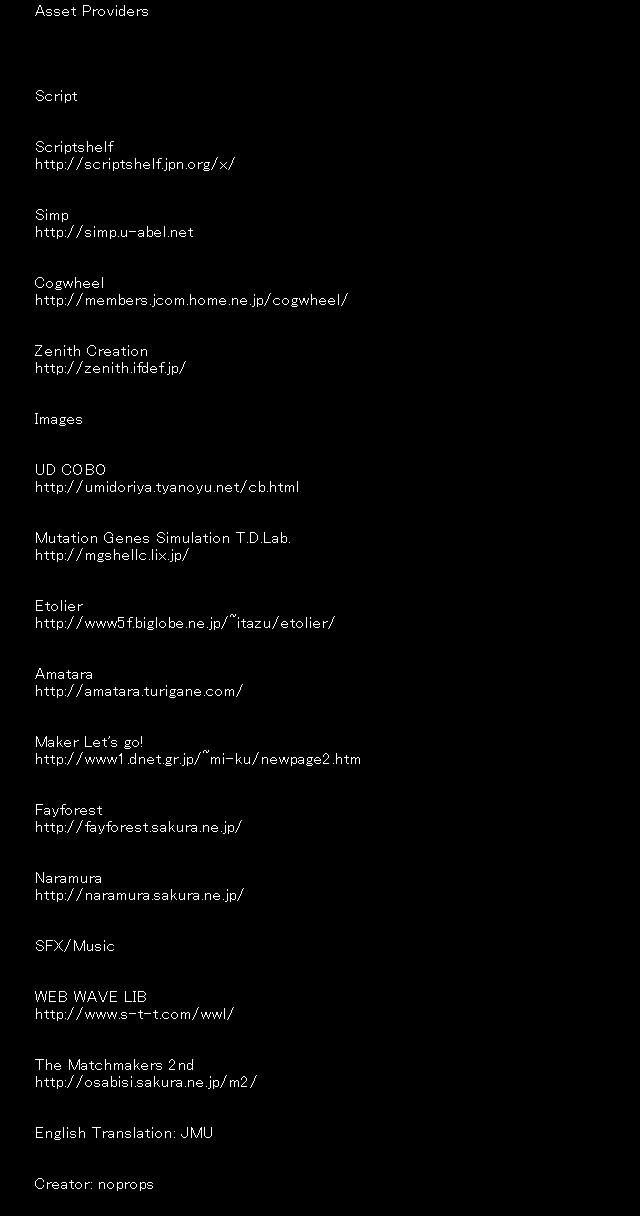 Asset Providers
Script
Scriptshelf
http://scriptshelf.jpn.org/x/
Simp
http://simp.u-abel.net
Cogwheel
http://members.jcom.home.ne.jp/cogwheel/
Zenith Creation
http://zenith.ifdef.jp/
Images
UD COBO
http://umidoriya.tyanoyu.net/cb.html
Mutation Genes Simulation T.D.Lab.
http://mgshellc.lix.jp/
Etolier
http://www5f.biglobe.ne.jp/~itazu/etolier/
Amatara
http://amatara.turigane.com/
Maker Let's go!
http://www1.dnet.gr.jp/~mi-ku/newpage2.htm
Fayforest
http://fayforest.sakura.ne.jp/
Naramura
http://naramura.sakura.ne.jp/
SFX/Music
WEB WAVE LIB
http://www.s-t-t.com/wwl/
The Matchmakers 2nd
http://osabisi.sakura.ne.jp/m2/
English Translation: JMU
Creator: noprops